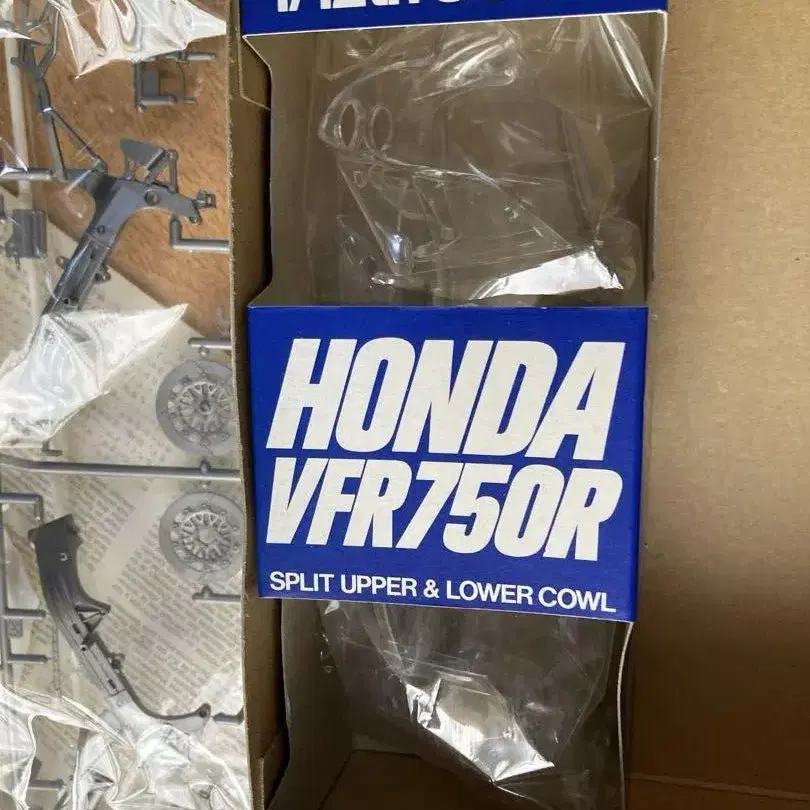 HONDA
VFR750R
SPLIT UPPER & LOWER COWL